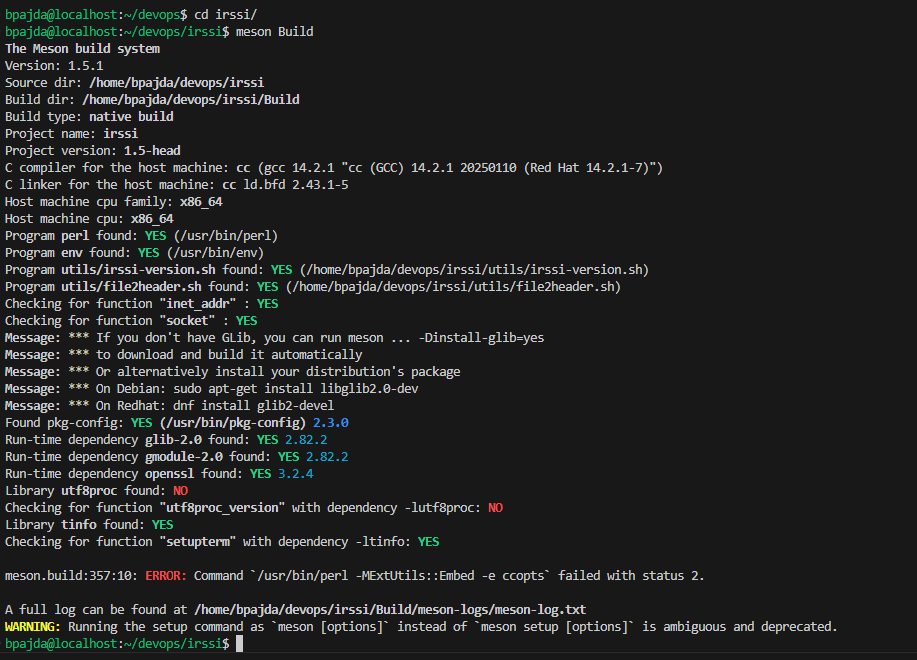 bpajda@localhost:~/devops$ cd irssi/
bpajda@localhost:~/devops/irssi$ meson Build
The Meson build system
Version: 1.5.1
Source dir: /home/bpajda/devops/irssi
Build dir: /home/bpajda/devops/irssi/Build
Build type: native build
Project name: irssi
Project version: 1.5-head
C compiler for the host machine: cc (gcc 14.2.1 "cc (GCC) 14.2.1 20250110 (Red Hat 14.2.1-7)")
C linker for the host machine: cc ld.bfd 2.43.1-5
Host machine cpu family: x86_64
Host machine cpu: x86_64
Program perl found: YES (/usr/bin/perl)
Program env found: YES (/usr/bin/env)
Program utils/irssi-version.sh found: YES (/home/bpajda/devops/irssi/utils/irssi-version.sh)
Program utils/file2header.sh found: YES (/home/bpajda/devops/irssi/utils/file2header.sh)
Checking for function "inet_addr" : YES
Checking for function "socket" : YES
Message: *** If you don't have GLib, you can run meson ... -Dinstall-glib=yes
Message: *** to download and build it automatically
Message: *** Or alternatively install your distribution's package
Message: *** On Debian: sudo apt-get install libglib2.0-dev
Message: *** On Redhat: dnf install glib2-devel
Found pkg-config: YES (/usr/bin/pkg-config) 2.3.0
Run-time dependency glib-2.0 found: YES 2.82.2
Run-time dependency gmodule-2.0 found: YES 2.82.2
Run-time dependency openssl found: YES 3.2.4
Library utf8proc found: NO
Checking for function "utf8proc_version" with dependency -lutf8proc: NO
Library tinfo found: YES
Checking for function "setupterm" with dependency -ltinfo: YES
meson.build:357:10: ERROR: Command `/usr/bin/perl -MExtUtils::Embed -e ccopts` failed with status 2.
A full log can be found at /home/bpajda/devops/irssi/Build/meson-logs/meson-log.txt
WARNING: Running the setup command as `meson [options]` instead of `meson setup [options]` is ambiguous and deprecated.
bpajda@localhost:~/devops/irssi$